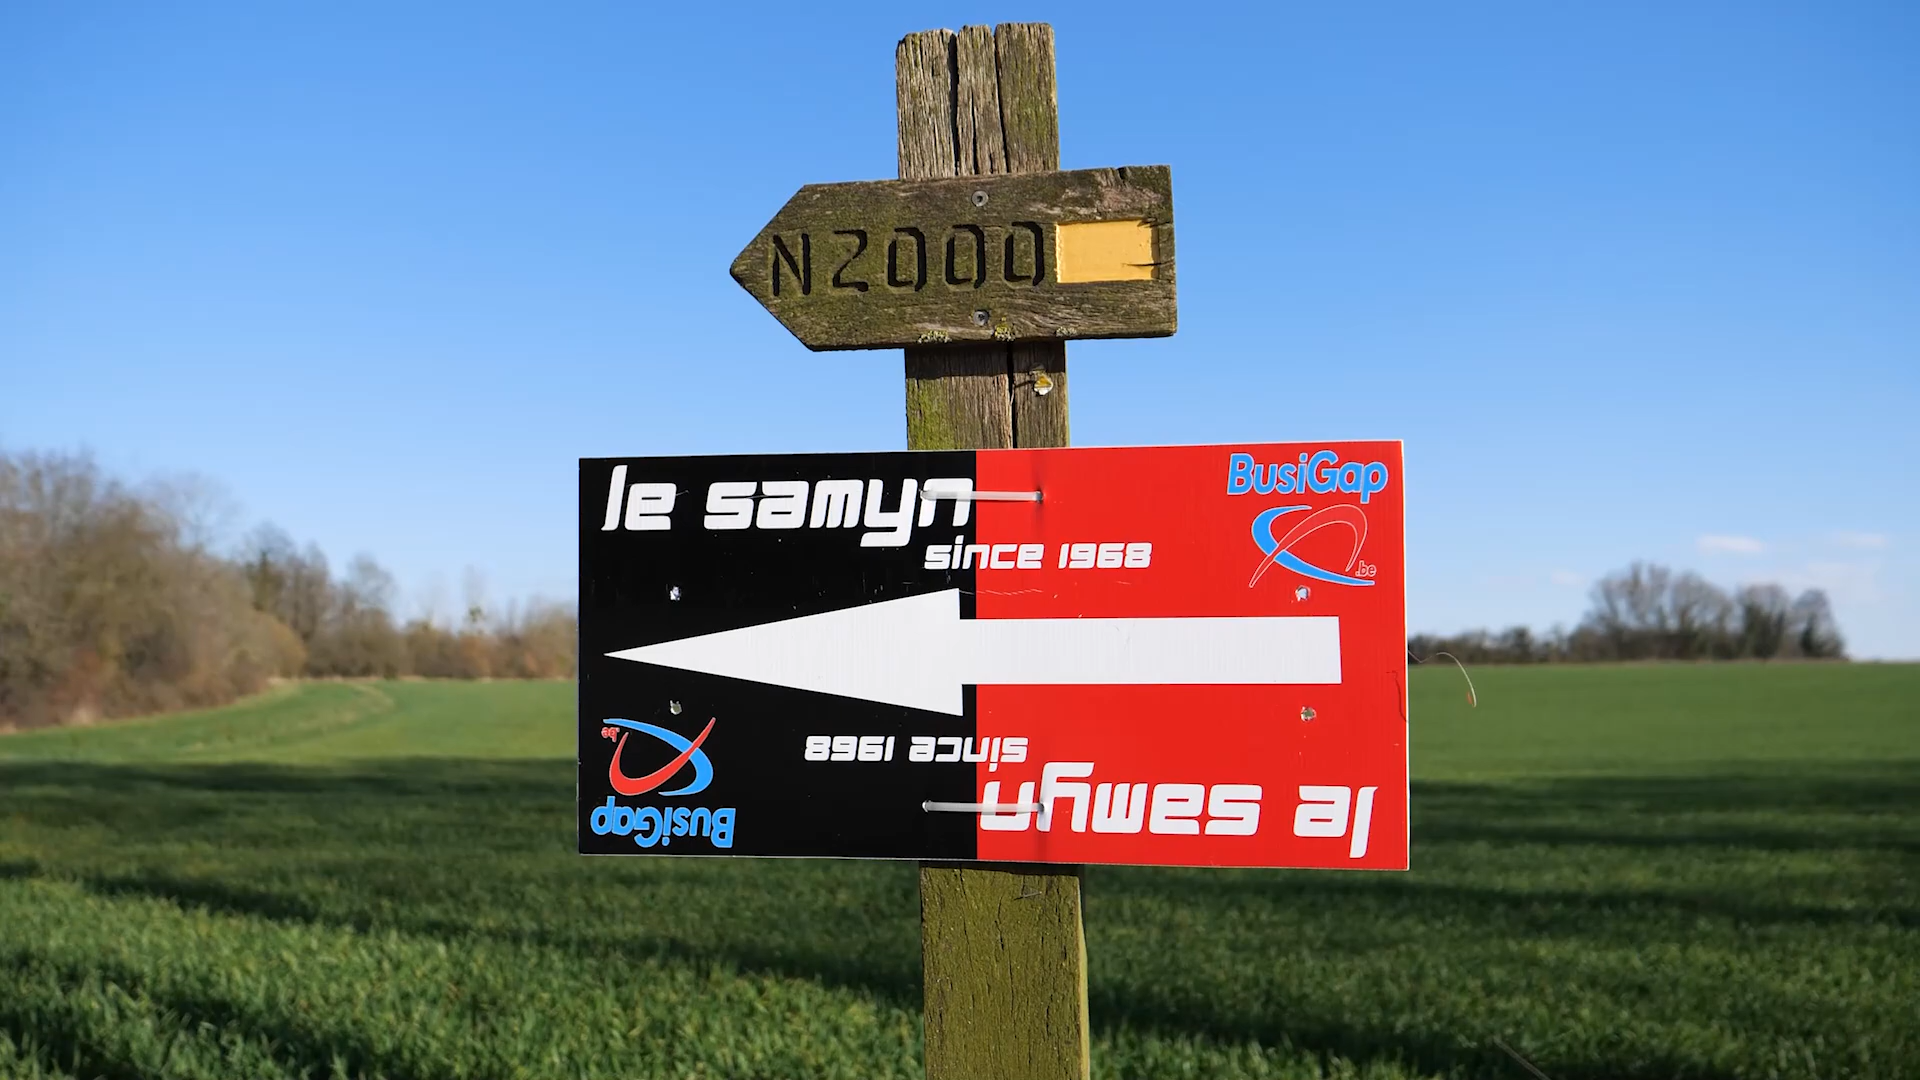 N2000
le samyn
since 1968
BusiGap
.be
.be
BusiGap
since 1968
le samyn